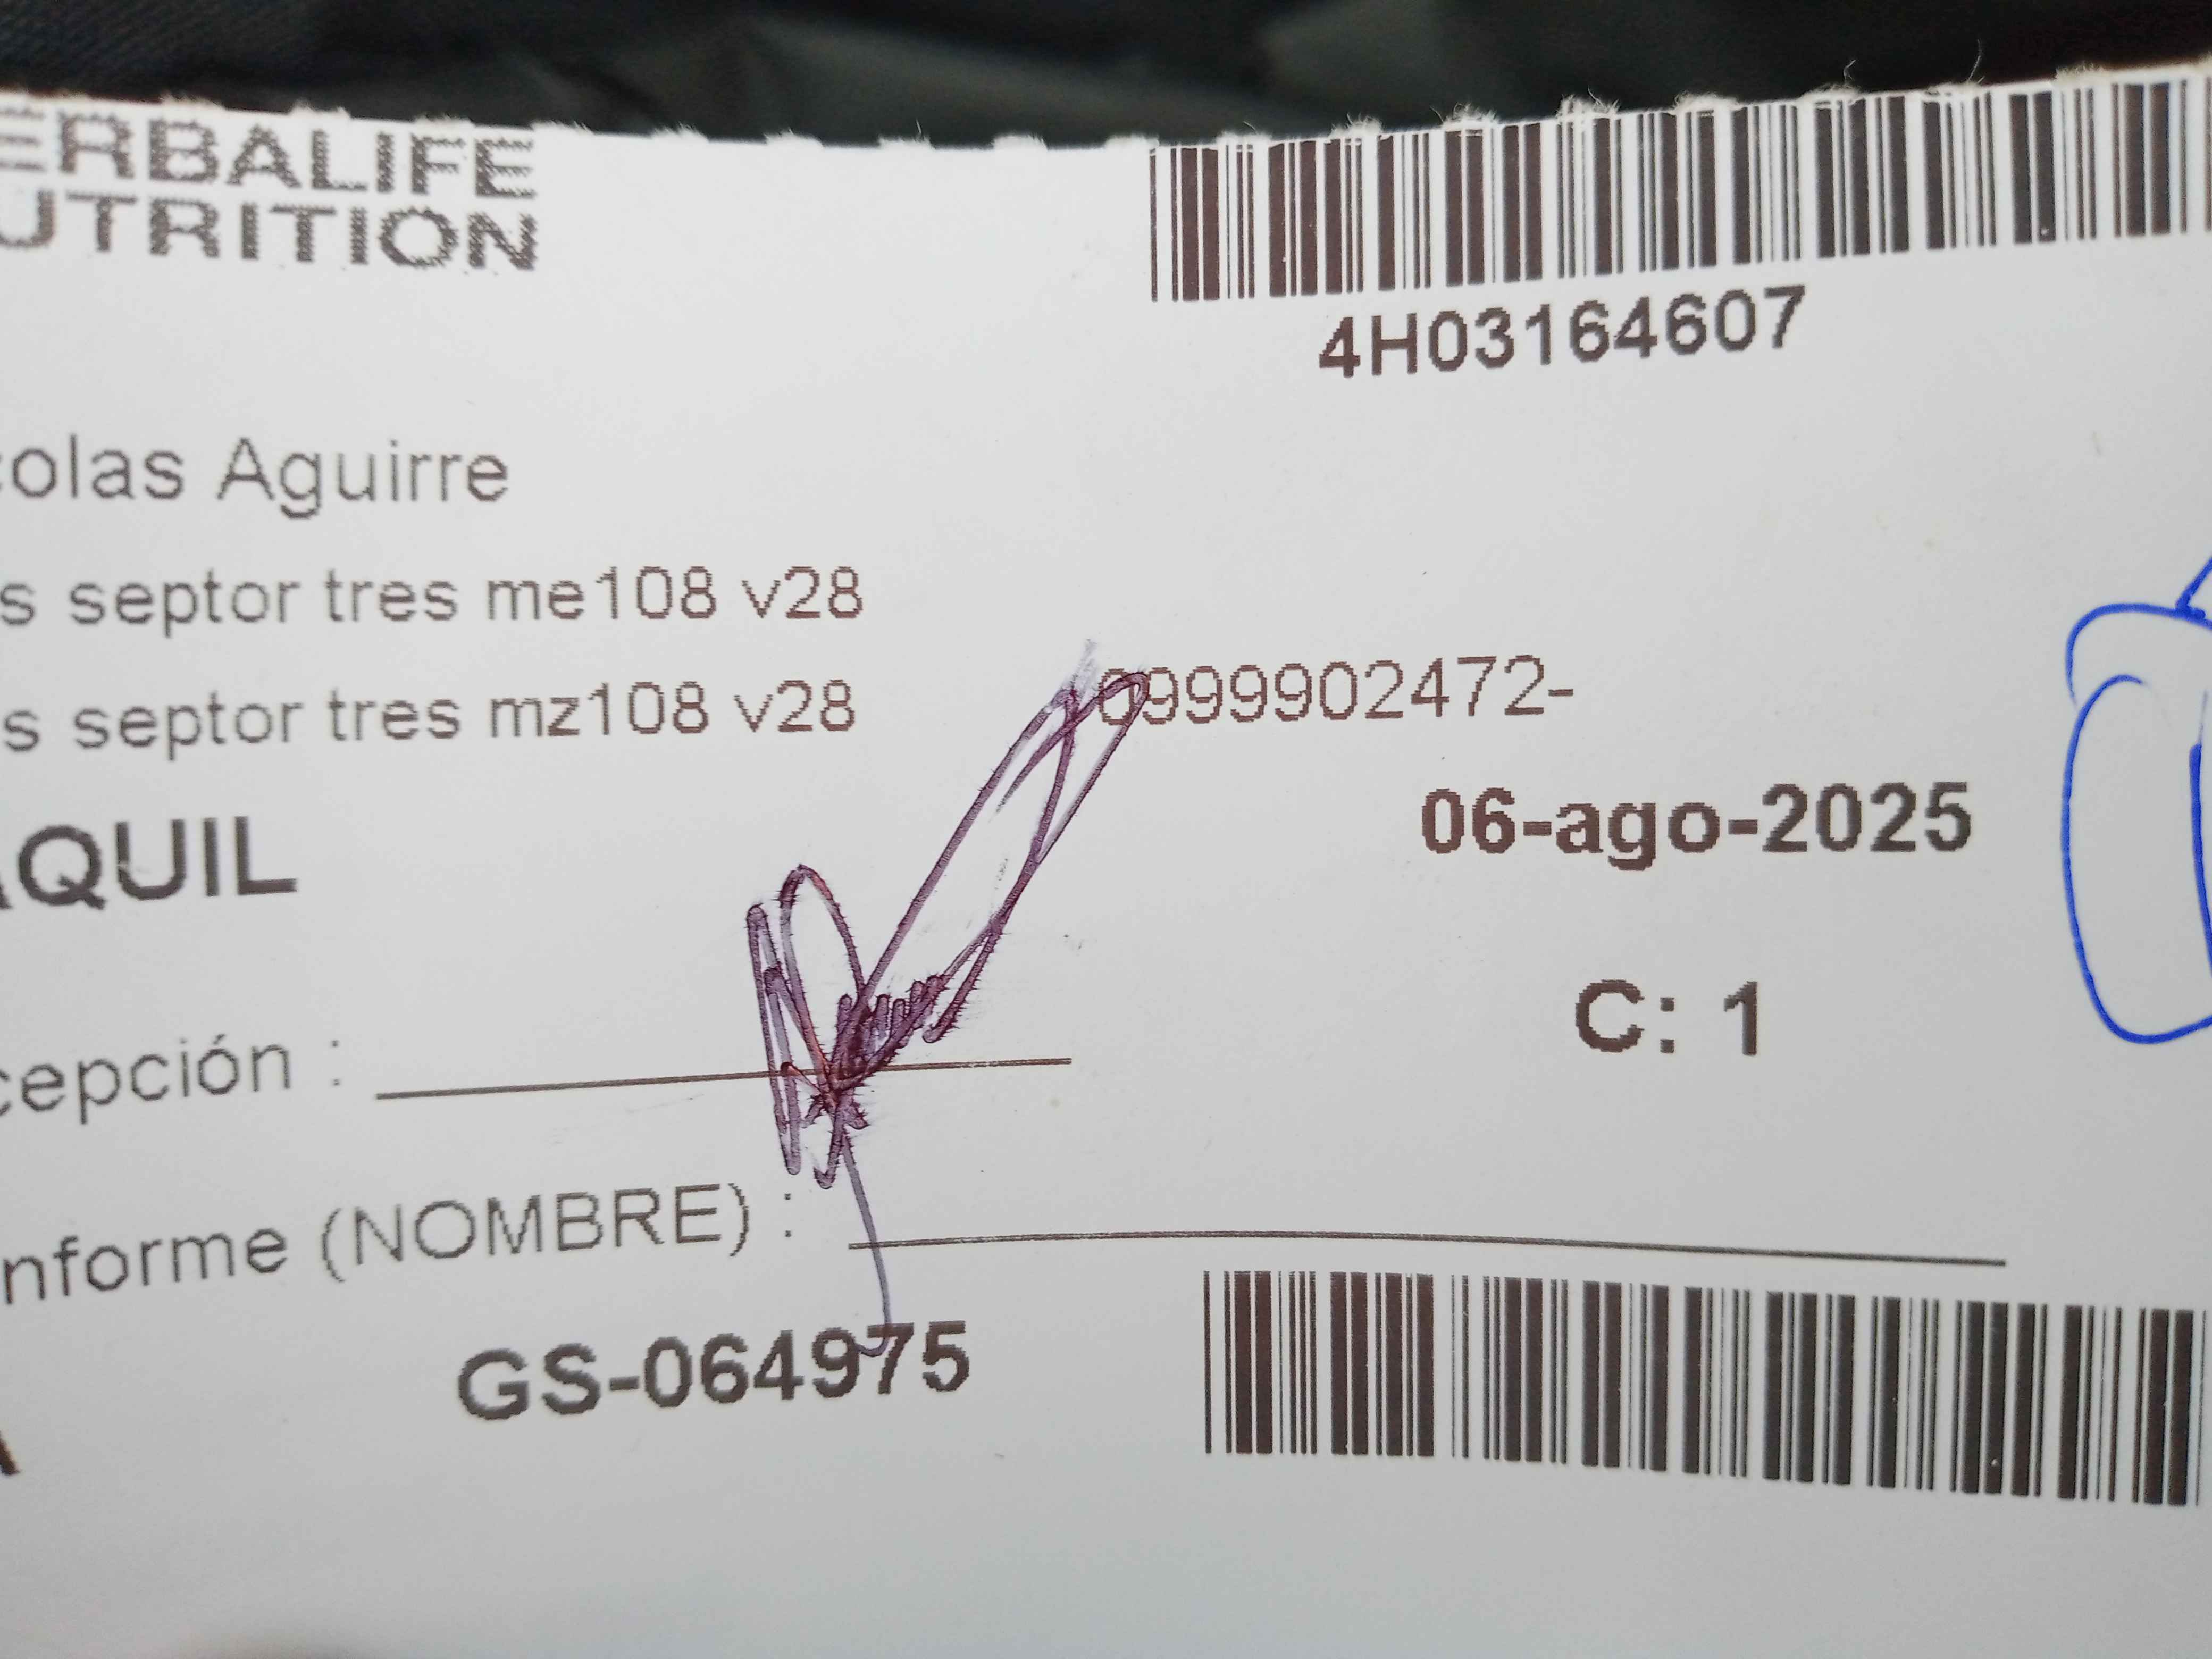 ERBALIFE
UTRITION
4H03164607
colas Aguirre
s septor tres me108 v28
s septor tres mz108 v28
0999902472-
AQUIL
06-ago-2025
C: 1
cepción :
nforme (NOMBRE) :
GS-064975